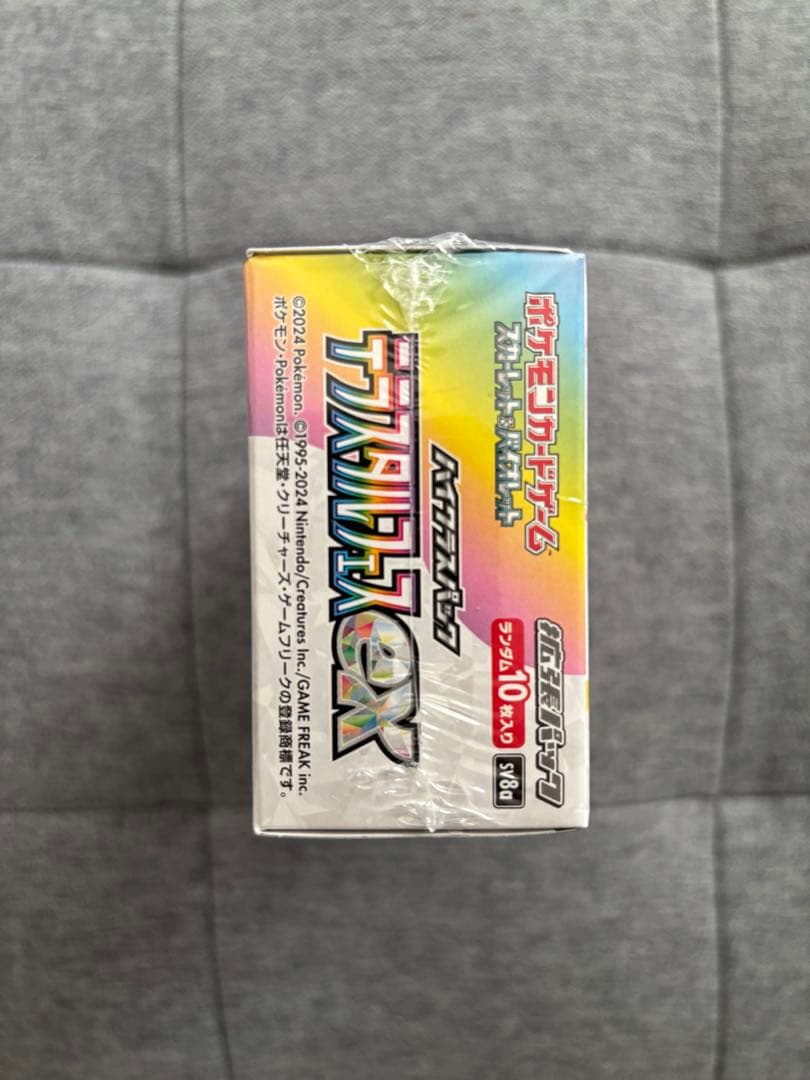 ポケモンカードゲーム
スカーレット&バイオレット
拡張パック
ランダム10枚入り
SV8a
ハイクラスパック
テラスタルフェスex
©2024 Pokémon. ©1995-2024 Nintendo/Creatures Inc./GAME FREAK inc.
ポケモン・Pokémonは任天堂・クリーチャーズ・ゲームフリークの登録商標です。